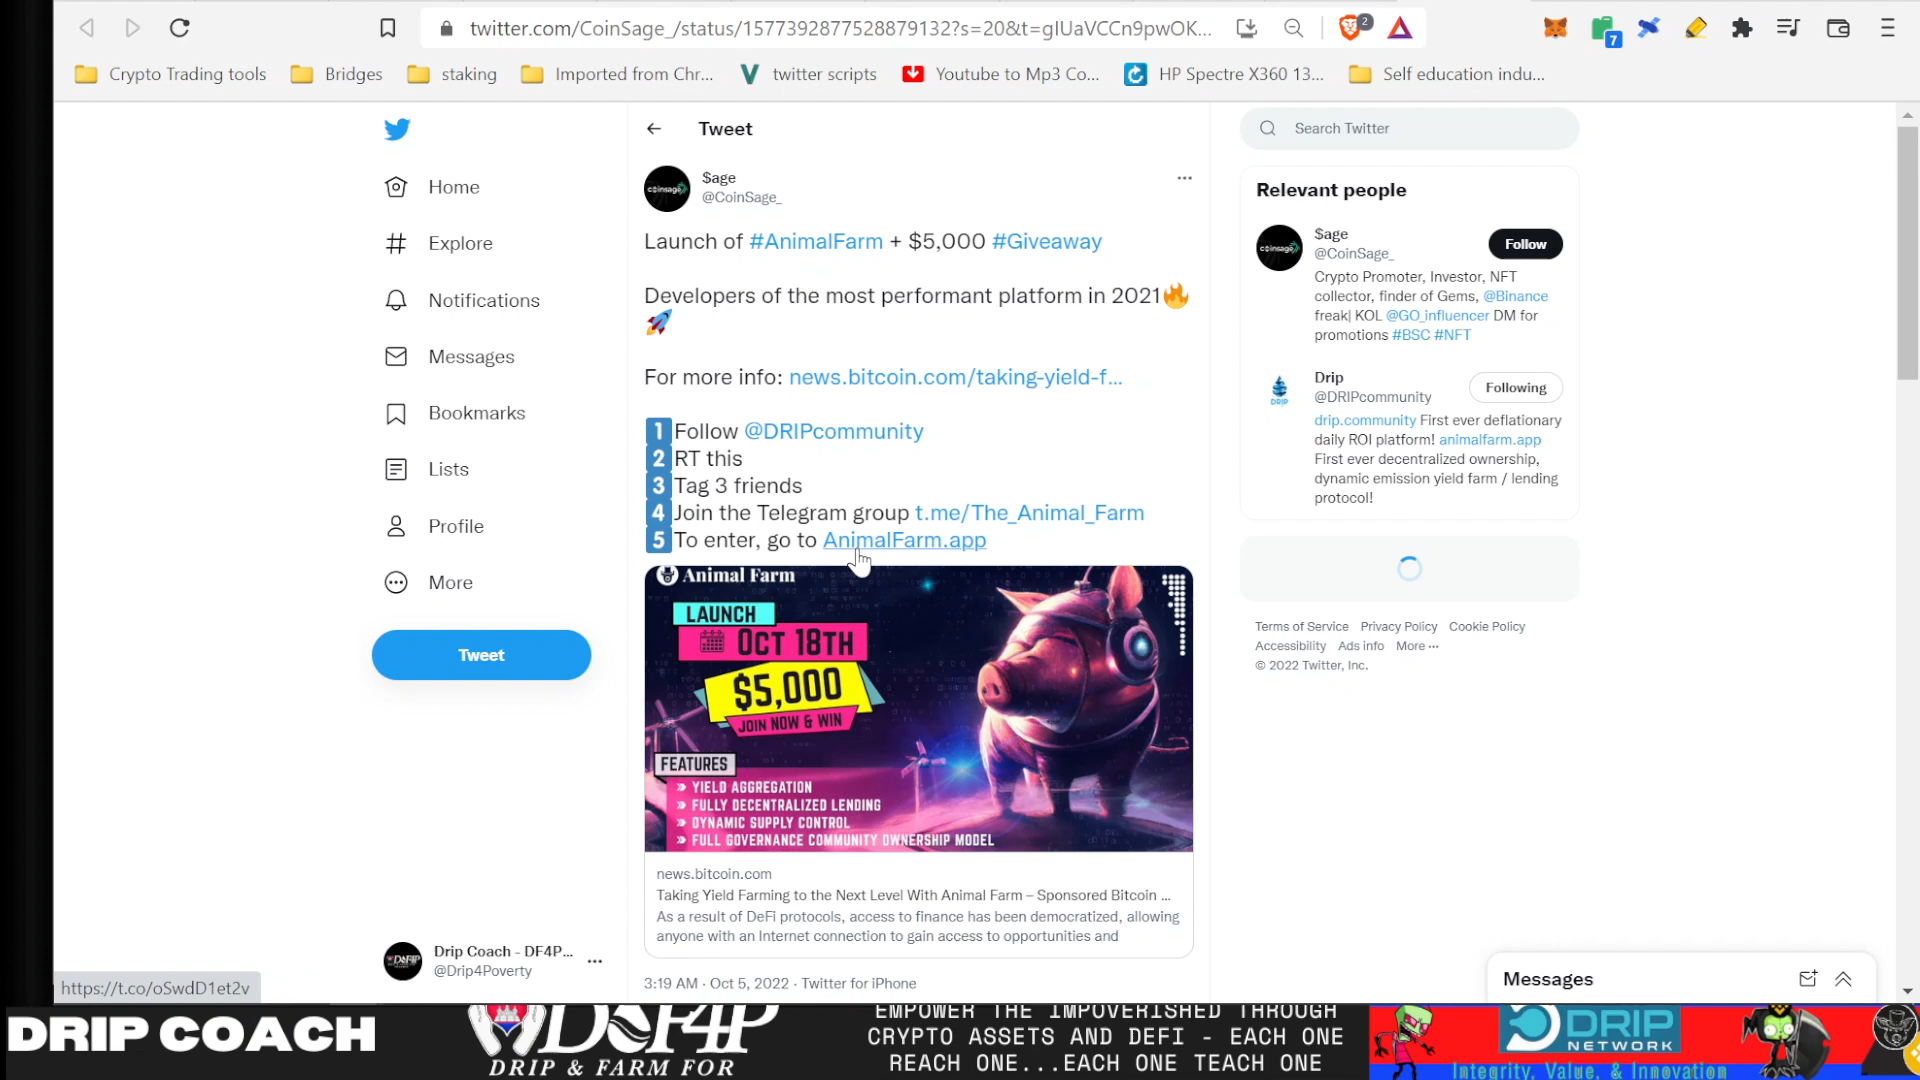 twitter.com/CoinSage_/status/1577392877528879132?s=20&t=gIUaVCCn9pwOK...
2
7
Crypto Trading tools
Bridges
staking
Imported from Chr...
twitter scripts
Youtube to Mp3 Co...
HP Spectre X360 13...
Self education indu...
Home
Explore
Notifications
Messages
Bookmarks
Lists
Profile
More
Tweet
Drip Coach - DF4P...
@Drip4Poverty
https://t.co/oSwdD1et2v
Tweet
$age
@CoinSage_
Launch of #AnimalFarm + $5,000 #Giveaway
Developers of the most performant platform in 2021🔥
🚀
For more info: news.bitcoin.com/taking-yield-f...
1 Follow @DRIPcommunity
2 RT this
3 Tag 3 friends
4 Join the Telegram group t.me/The_Animal_Farm
5 To enter, go to AnimalFarm.app
Animal Farm
LAUNCH
OCT 18TH
$5,000
JOIN NOW & WIN
FEATURES
» YIELD AGGREGATION
» FULLY DECENTRALIZED LENDING
» DYNAMIC SUPPLY CONTROL
» FULL GOVERNANCE COMMUNITY OWNERSHIP MODEL
news.bitcoin.com
Taking Yield Farming to the Next Level With Animal Farm – Sponsored Bitcoin ...
As a result of DeFi protocols, access to finance has been democratized, allowing
anyone with an Internet connection to gain access to opportunities and
3:19 AM · Oct 5, 2022 · Twitter for iPhone
Search Twitter
Relevant people
$age
@CoinSage_
Follow
Crypto Promoter, Investor, NFT
collector, finder of Gems, @Binance
freak| KOL @GO_influencer DM for
promotions #BSC #NFT
Drip
@DRIPcommunity
Following
DRIP
drip.community First ever deflationary
daily ROI platform! animalfarm.app
First ever decentralized ownership,
dynamic emission yield farm / lending
protocol!
Terms of Service Privacy Policy Cookie Policy
Accessibility Ads info More ···
© 2022 Twitter, Inc.
Messages
DRIP COACH
DF4P
DRIP & FARM FOR
EMPOWER THE IMPOVERISHED THROUGH
CRYPTO ASSETS AND DEFI - EACH ONE
REACH ONE...EACH ONE TEACH ONE
DRIP
NETWORK
Integrity, Value, & Innovation